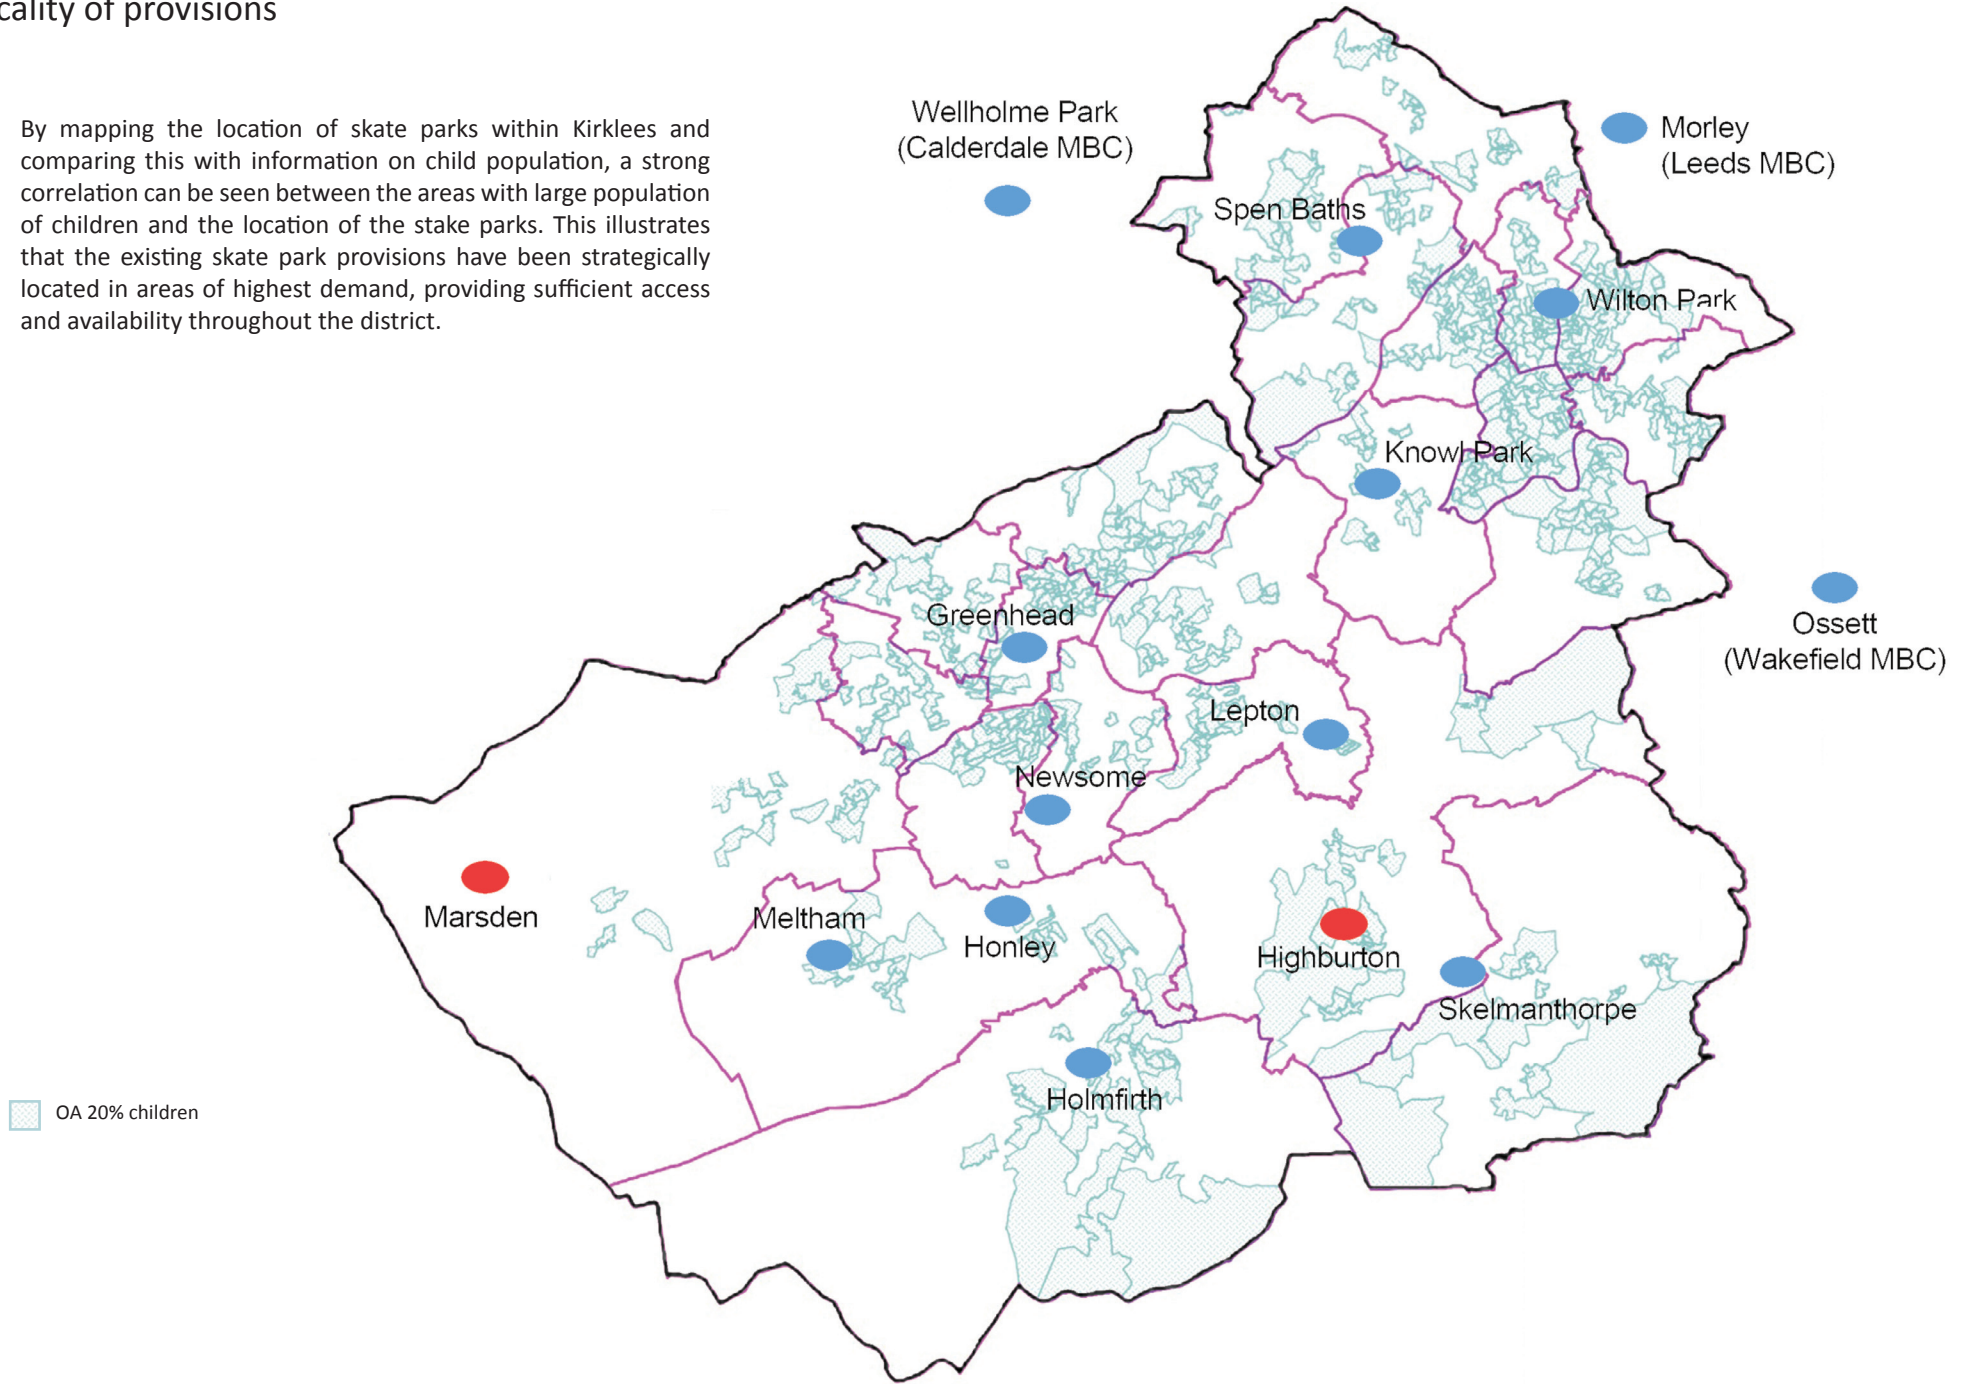 cality of provisions
By mapping the location of skate parks within Kirklees and
comparing this with information on child population, a strong
correlation can be seen between the areas with large population
of children and the location of the stake parks. This illustrates
that the existing skate park provisions have been strategically
located in areas of highest demand, providing sufficient access
and availability throughout the district.
Wellholme Park
(Calderdale MBC)
Morley
(Leeds MBC)
Spen Baths
Wilton Park
Knowl Park
Greenhead
Ossett
(Wakefield MBC)
Lepton
Newsome
Marsden
Meltham
Honley
Highburton
Skelmanthorpe
Holmfirth
OA 20% children